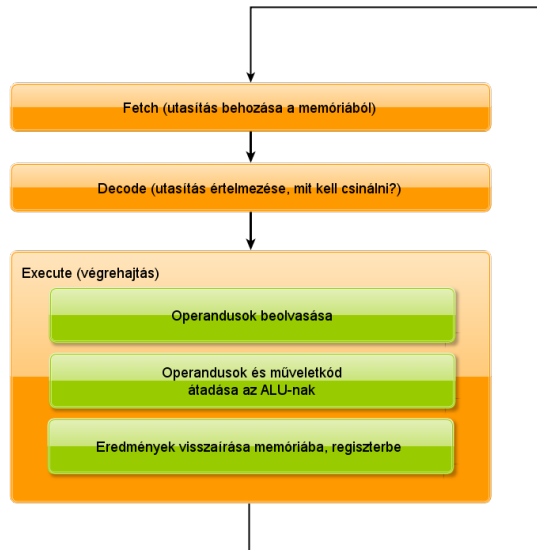 Fetch (utasítás behozása a memóriából)
Decode (utasítás értelmezése, mit kell csinálni?)
Execute (végrehajtás)
Operandusok beolvasása
Operandusok és műveletkód
átadása az ALU-nak
Eredmények visszaírása memóriába, regiszterbe